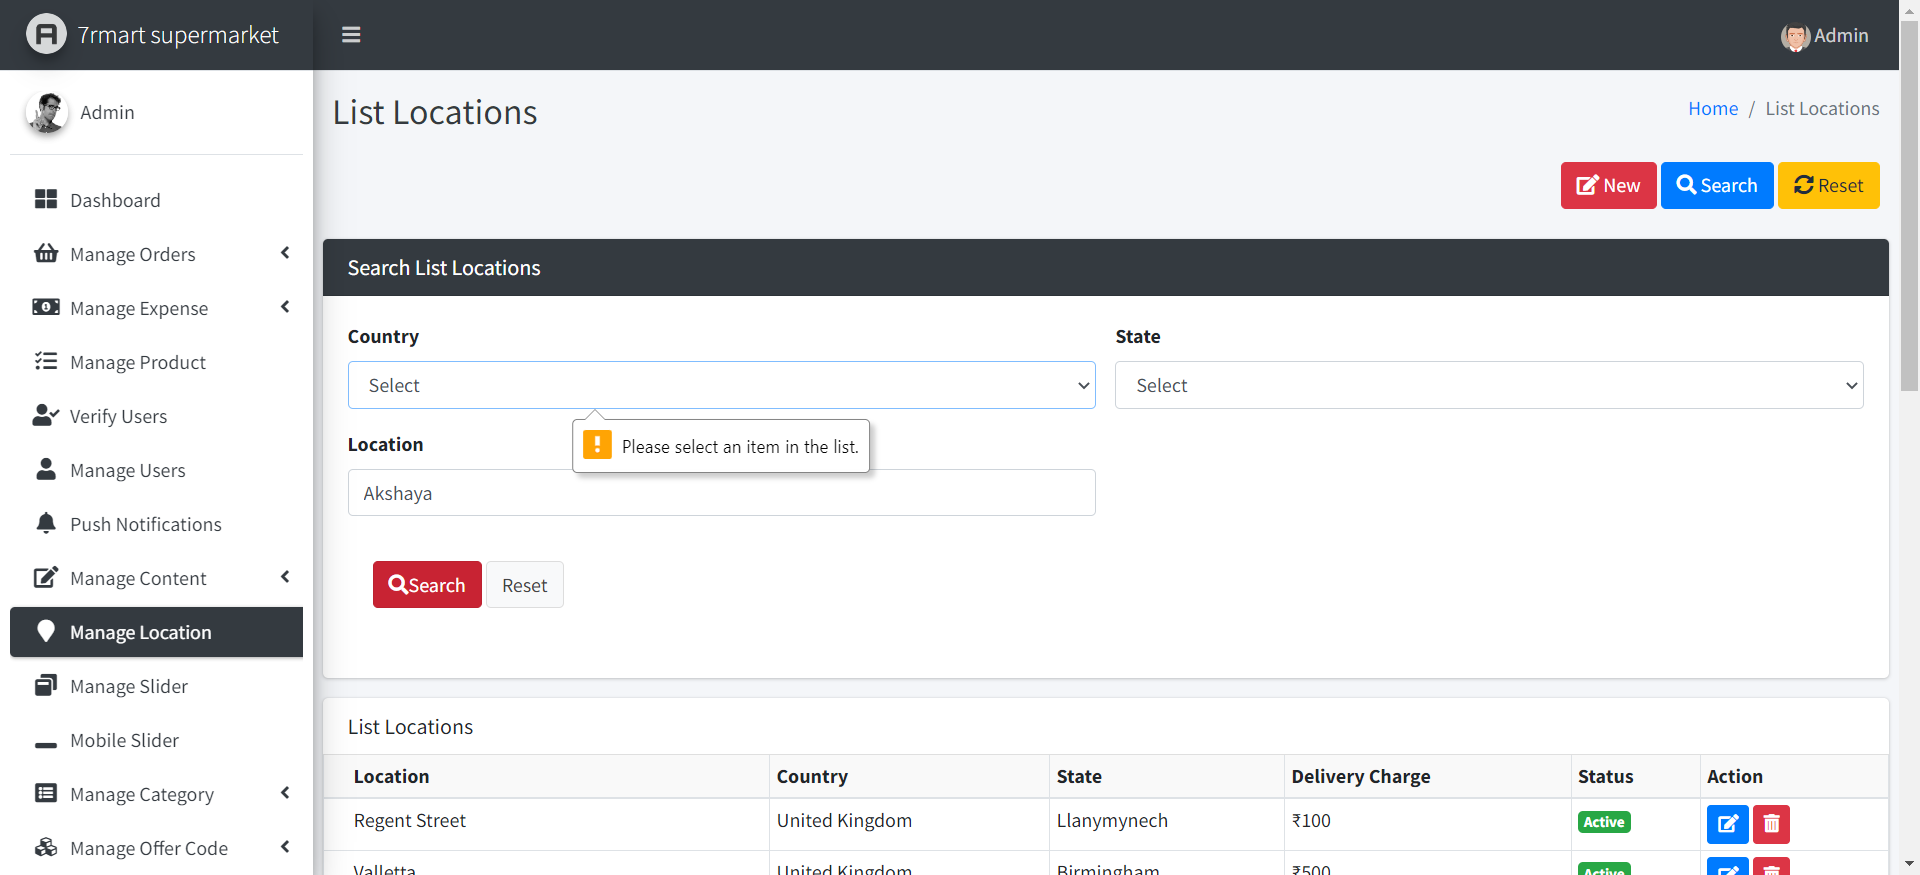 7rmart supermarket
Admin
Admin
List Locations
Home / List Locations
New
Search
Reset
Dashboard
Manage Orders
Manage Expense
Manage Product
Verify Users
Manage Users
Push Notifications
Manage Content
Manage Location
Manage Slider
Mobile Slider
Manage Category
Manage Offer Code
Search List Locations
Country
State
Select
Select
Please select an item in the list.
Location
Akshaya
Search
Reset
List Locations
Location Country State Delivery Charge Status Action
Regent Street United Kingdom Llanymynech ₹100 Active
Valletta United Kingdom Birmingham ₹500 Active